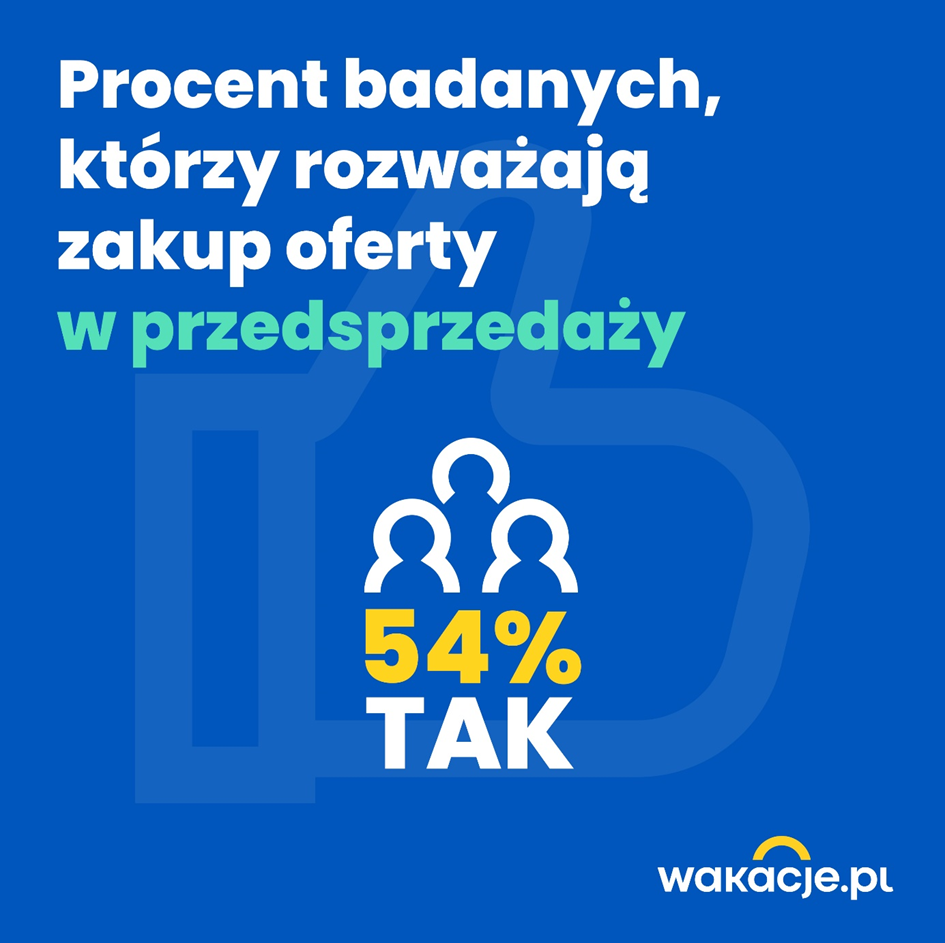 Procent badanych,
którzy rozważają
zakup oferty
w przedsprzedaży
54%
TAK
wakacje.pl